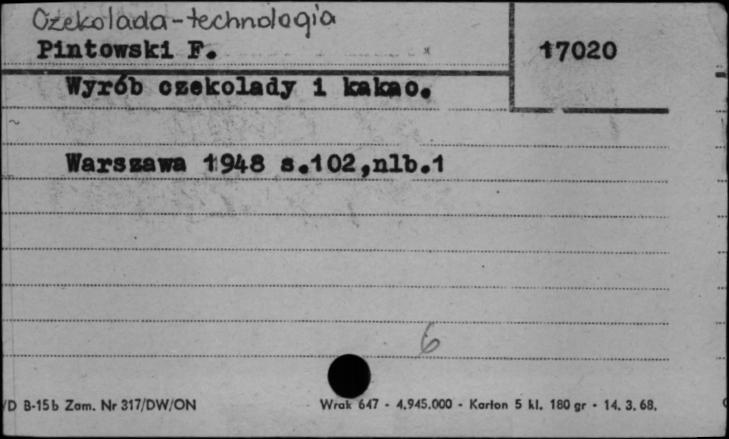 Czekolada-technologia
Pintowski F.
17020
Wyrób czekolady i kakao.
Warszawa 1948 s.102,nlb.1
6
/D B-15b Zam. Nr 317/DW/ON
Wrak 647 - 4.945.000 - Karton 5 kl. 180 gr - 14. 3. 68.